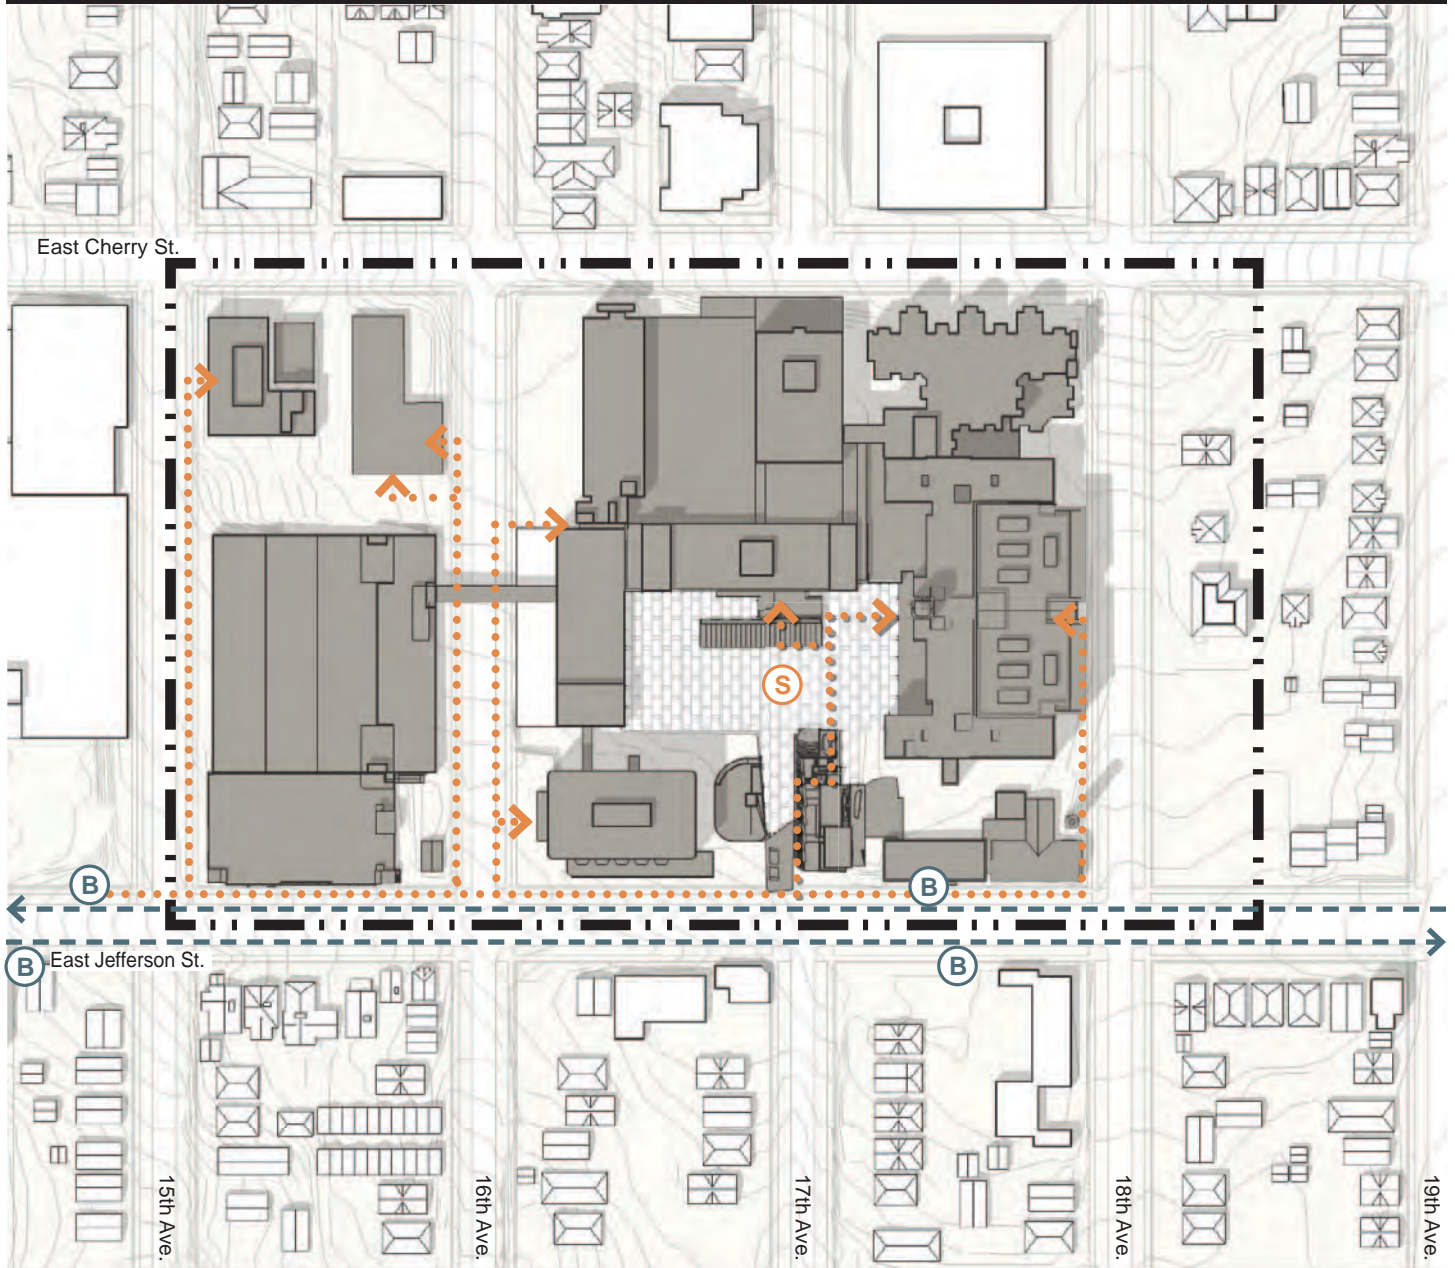 East Cherry St.
S
B
B
B
East Jefferson St.
B
15th Ave.
16th Ave.
17th Ave.
18th Ave.
19th Ave.